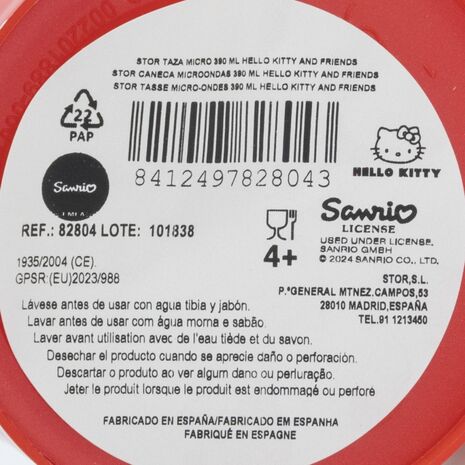 STOR TAZA MICRO 390 ML HELLO KITTY AND FRIENDS
STOR CANECA MICROONDAS 390 ML HELLO KITTY AND FRIENDS
STOR TASSE MICRO-ONDES 390 ML HELLO KITTY AND FRIENDS
22
PAP
8412497828043
HELLO KITTY
Sanrio
REF.: 82804 LOTE: 101838
4+
Sanrio
LICENSE
USED UNDER LICENSE.
SANRIO GMBH
© 2024 SANRIO CO., LTD.
1935/2004 (CE).
GPSR:(EU)2023/988
STOR,S.L.
P.ºGENERAL MTNEZ.CAMPOS,53
28010 MADRID,ESPAÑA
TEL.91 1213450
Lávese antes de usar con agua tibia y jabón.
Lavar antes de usar com água morna e sabão.
Laver avant utilisation avec de l'eau tiède et du savon.
Desechar el producto cuando se aprecie daño o perforación.
Descartar o produto ao ver algum dano ou perfuração.
Jeter le produit lorsque le produit est endommagé ou perforé
FABRICADO EN ESPAÑA/FABRICADO EM ESPANHA
FABRIQUÉ EN ESPAGNE